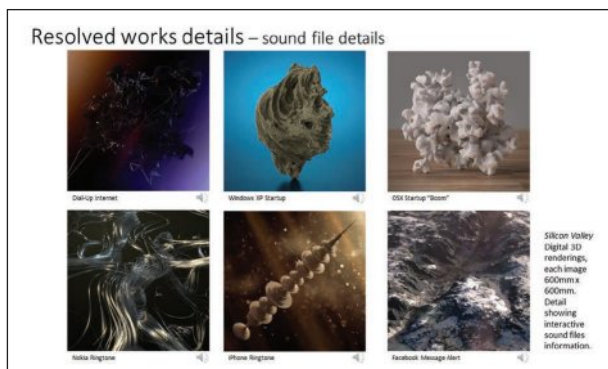 Resolved works details – sound file details
Dial-Up Internet
Windows XP Startup
OSX Startup "Boom"
Nokia Ringtone
iPhone Ringtone
Facebook Message Alert
Silicon Valley
Digital 3D
renderings,
each image
600mm x
600mm.
Detail
showing
interactive
sound files
information.